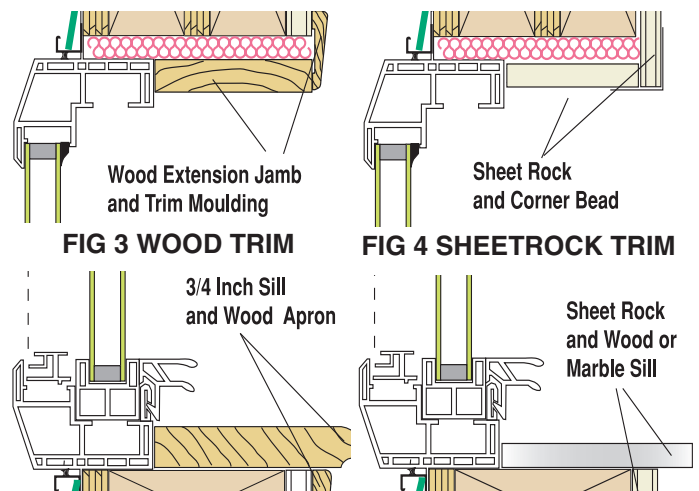 Wood Extension Jamb
and Trim Moulding
Sheet Rock
and Corner Bead
FIG 3 WOOD TRIM
FIG 4 SHEETROCK TRIM
3/4 Inch Sill
and Wood Apron
Sheet Rock
and Wood or
Marble Sill